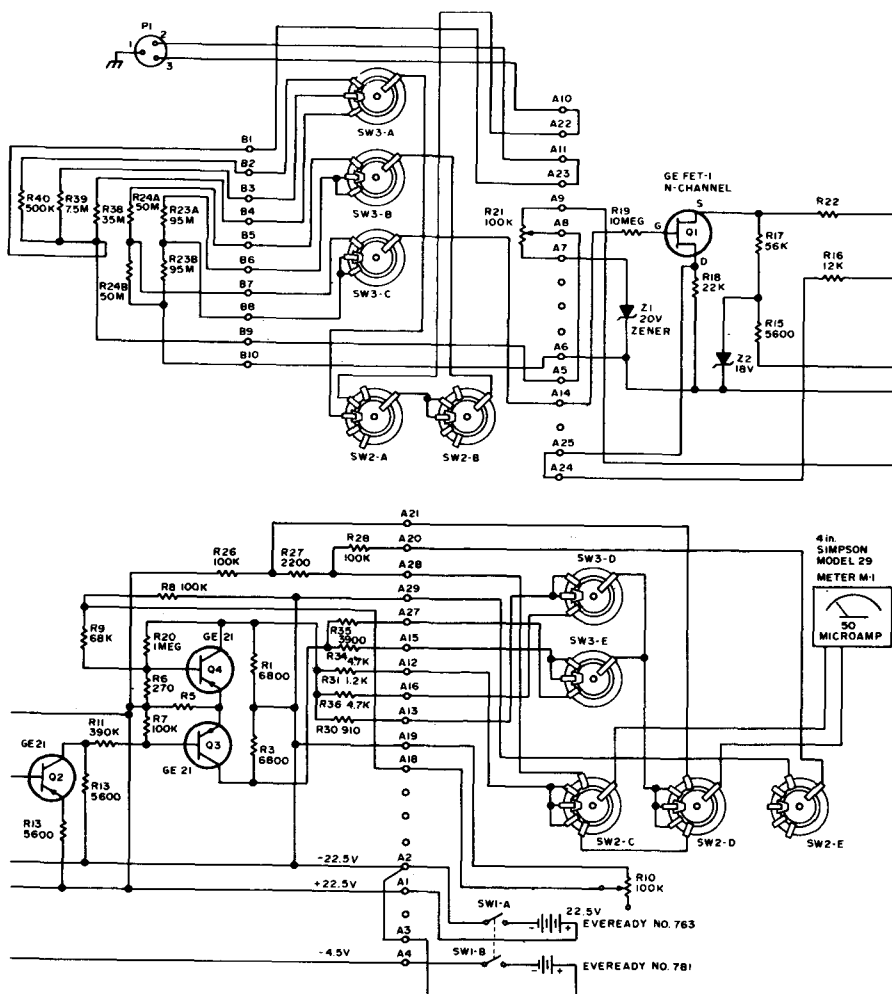 P1
1
2
3
SW3-A
SW3-B
SW3-C
SW2-A
SW2-B
B1
B2
B3
B4
B5
B6
B7
B8
B9
B10
R40
500K
R39
7.5M
R38
35M
R24A
50M
R23A
95M
R24B
50M
R23B
95M
A10
A22
A11
A23
A9
A8
A7
A6
A5
A14
A25
A24
R21
100K
R19
10MEG
GE FET-1
N-CHANNEL
S
G
Q1
D
R18
22K
R22
R17
56K
R16
12K
R15
5600
Z1
20V
ZENER
Z2
18V
A21
A20
A28
A29
A27
A15
A12
A16
A13
A19
A18
A2
A1
A3
A4
R26
100K
R27
2200
R28
100K
R8 100K
R9
68K
R20
1MEG
GE 21
Q4
R6
270
R5
R7
100K
R11
390K
GE21
Q2
Q3
GE 21
R1
6800
R3
6800
R35
3900
R34
47K
R31 1.2K
R36 4.7K
R30 910
R13
5600
R13
5600
-22.5V
+22.5V
-4.5V
SW3-D
SW3-E
SW2-C
SW2-D
SW2-E
4 in.
SIMPSON
MODEL 29
METER M-1
50
MICROAMP
R10
100K
SW1-A
22.5V
- +
EVEREADY NO. 763
SW1-B
- +
EVEREADY NO. 781